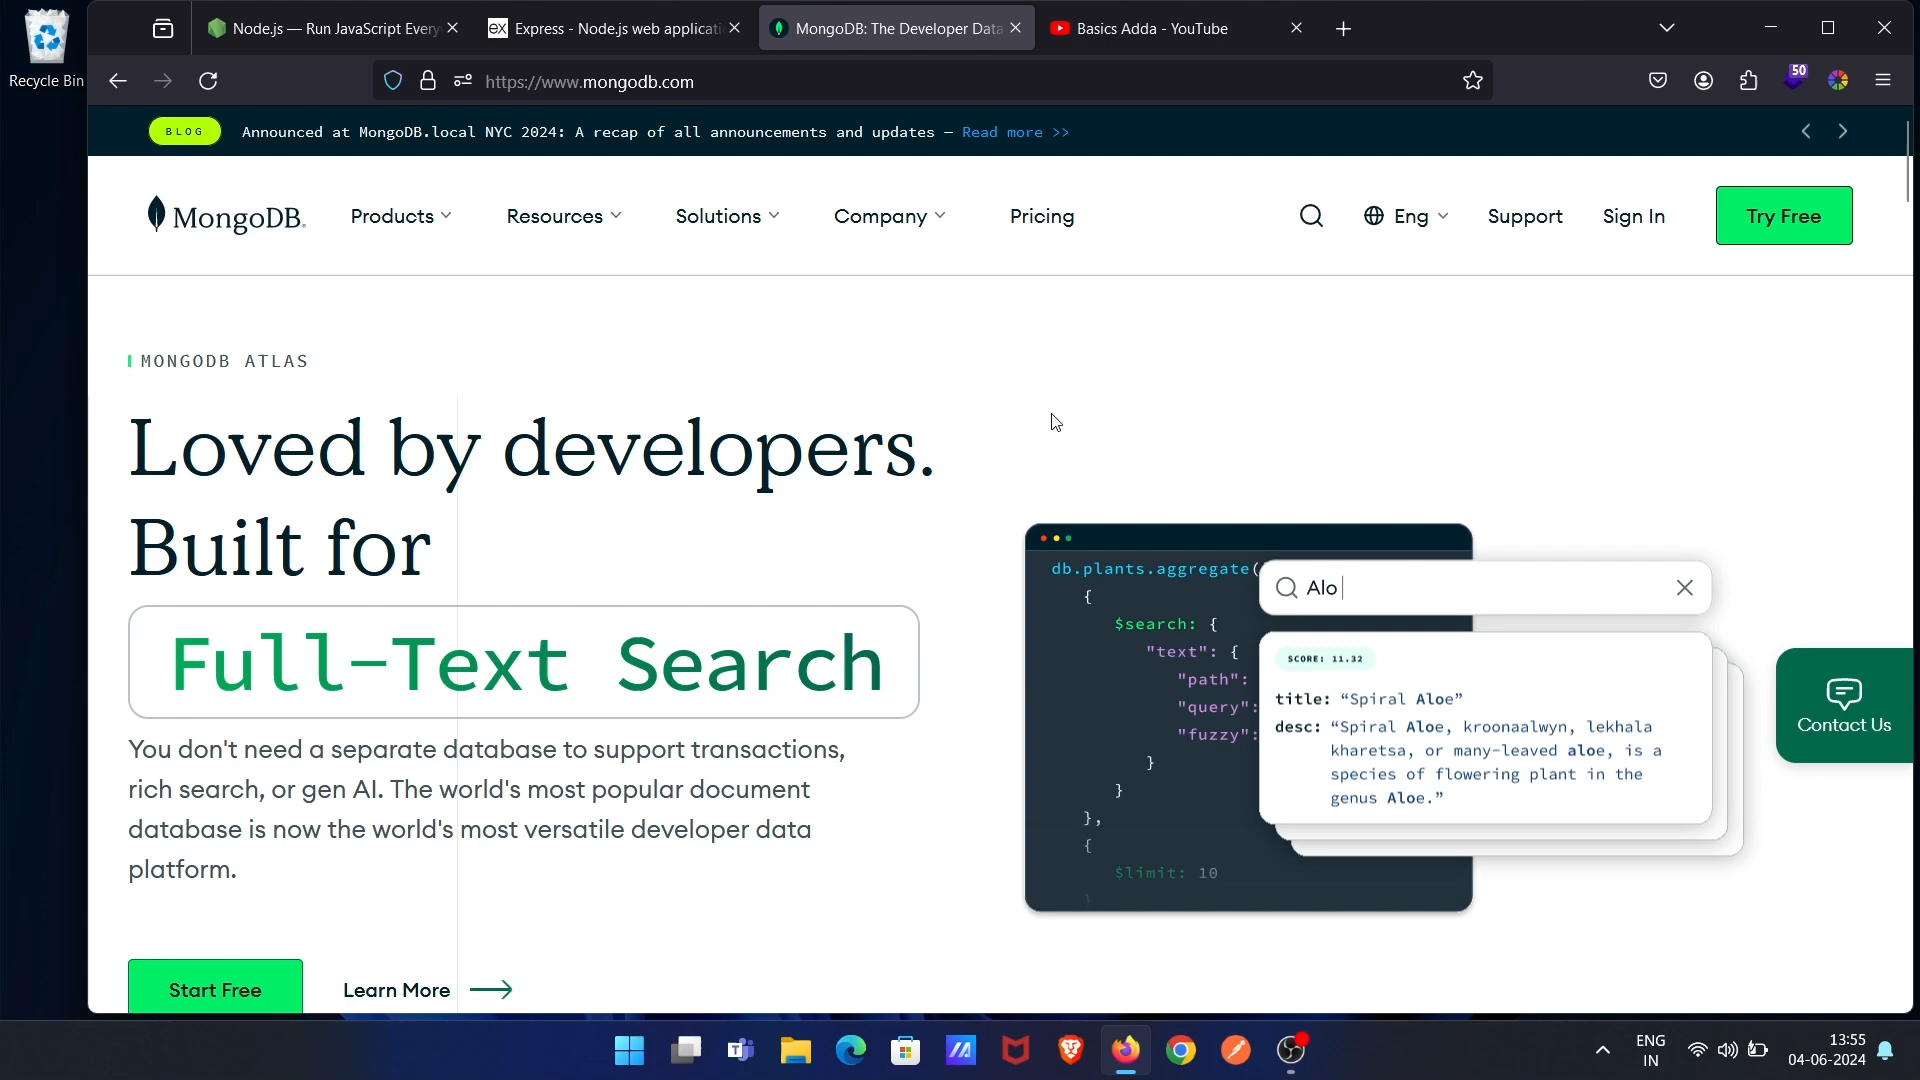 Recycle Bin
Node.js — Run JavaScript Every
Express - Node.js web applicati
MongoDB: The Developer Data
Basics Adda - YouTube
https://www.mongodb.com
50
BLOG
Announced at MongoDB.local NYC 2024: A recap of all announcements and updates — Read more >>
MongoDB.
Products
Resources
Solutions
Company
Pricing
Eng
Support
Sign In
Try Free
MONGODB ATLAS
Loved by developers.
Built for
Full-Text Search
You don't need a separate database to support transactions,
rich search, or gen AI. The world's most popular document
database is now the world's most versatile developer data
platform.
Start Free
Learn More
db.plants.aggregate(
{
$search: {
"text": {
"path":
"query":
"fuzzy":
}
}
},
{
$limit: 10
}
Alo
SCORE: 11.32
title: “Spiral Aloe”
desc: “Spiral Aloe, kroonaalwyn, lekhala
kharetsa, or many-leaved aloe, is a
species of flowering plant in the
genus Aloe.”
Contact Us
ENG
IN
13:55
04-06-2024